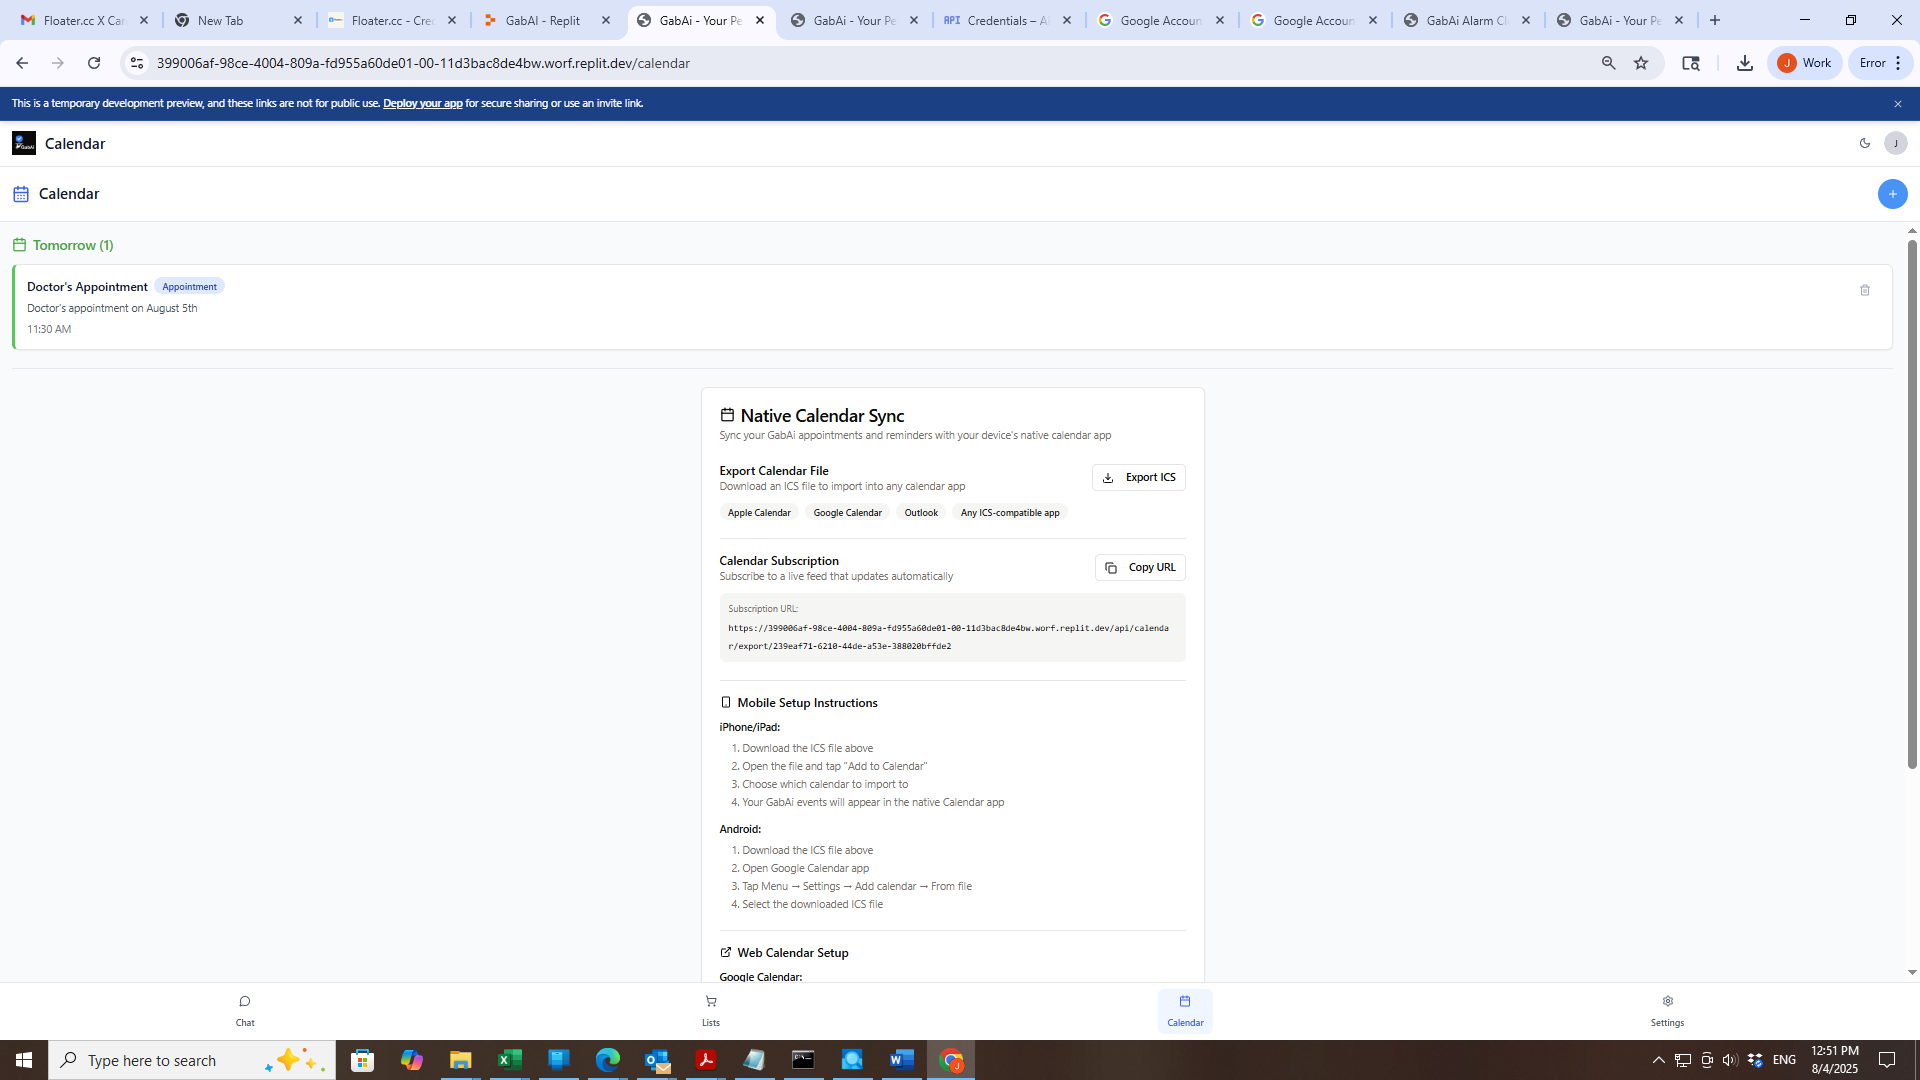 Floater.cc X Can
New Tab
Floater.cc - Cred
GabAI - Replit
GabAi - Your Pe
GabAi - Your Pe
API Credentials – A
Google Accoun
Google Accoun
GabAi Alarm Cl
GabAi - Your Pe
399006af-98ce-4004-809a-fd955a60de01-00-11d3bac8de4bw.worf.replit.dev/calendar
J Work
Error
This is a temporary development preview, and these links are not for public use. Deploy your app for secure sharing or use an invite link.
GabAi
Calendar
J
Calendar
Tomorrow (1)
Doctor's Appointment Appointment
Doctor's appointment on August 5th
11:30 AM
Native Calendar Sync
Sync your GabAi appointments and reminders with your device's native calendar app
Export Calendar File
Download an ICS file to import into any calendar app
Export ICS
Apple Calendar Google Calendar Outlook Any ICS-compatible app
Calendar Subscription
Subscribe to a live feed that updates automatically
Copy URL
Subscription URL:
https://399006af-98ce-4004-809a-fd955a60de01-00-11d3bac8de4bw.worf.replit.dev/api/calenda
r/export/239eaf71-6210-44de-a53e-388020bffde2
Mobile Setup Instructions
iPhone/iPad:
1. Download the ICS file above
2. Open the file and tap "Add to Calendar"
3. Choose which calendar to import to
4. Your GabAi events will appear in the native Calendar app
Android:
1. Download the ICS file above
2. Open Google Calendar app
3. Tap Menu → Settings → Add calendar → From file
4. Select the downloaded ICS file
Web Calendar Setup
Google Calendar:
Chat
Lists
Calendar
Settings
Type here to search
ENG
12:51 PM
8/4/2025